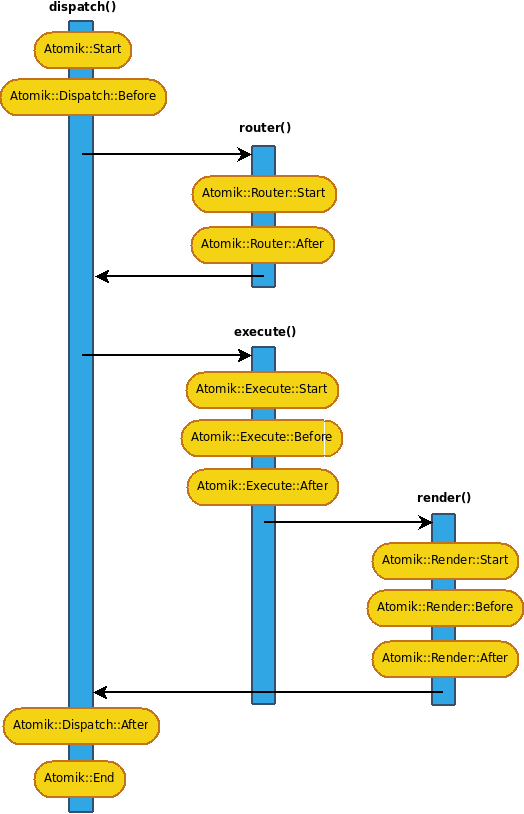 dispatch()
Atomik::Start
Atomik::Dispatch::Before
router()
Atomik::Router::Start
Atomik::Router::After
execute()
Atomik::Execute::Start
Atomik::Execute::Before
Atomik::Execute::After
render()
Atomik::Render::Start
Atomik::Render::Before
Atomik::Render::After
Atomik::Dispatch::After
Atomik::End